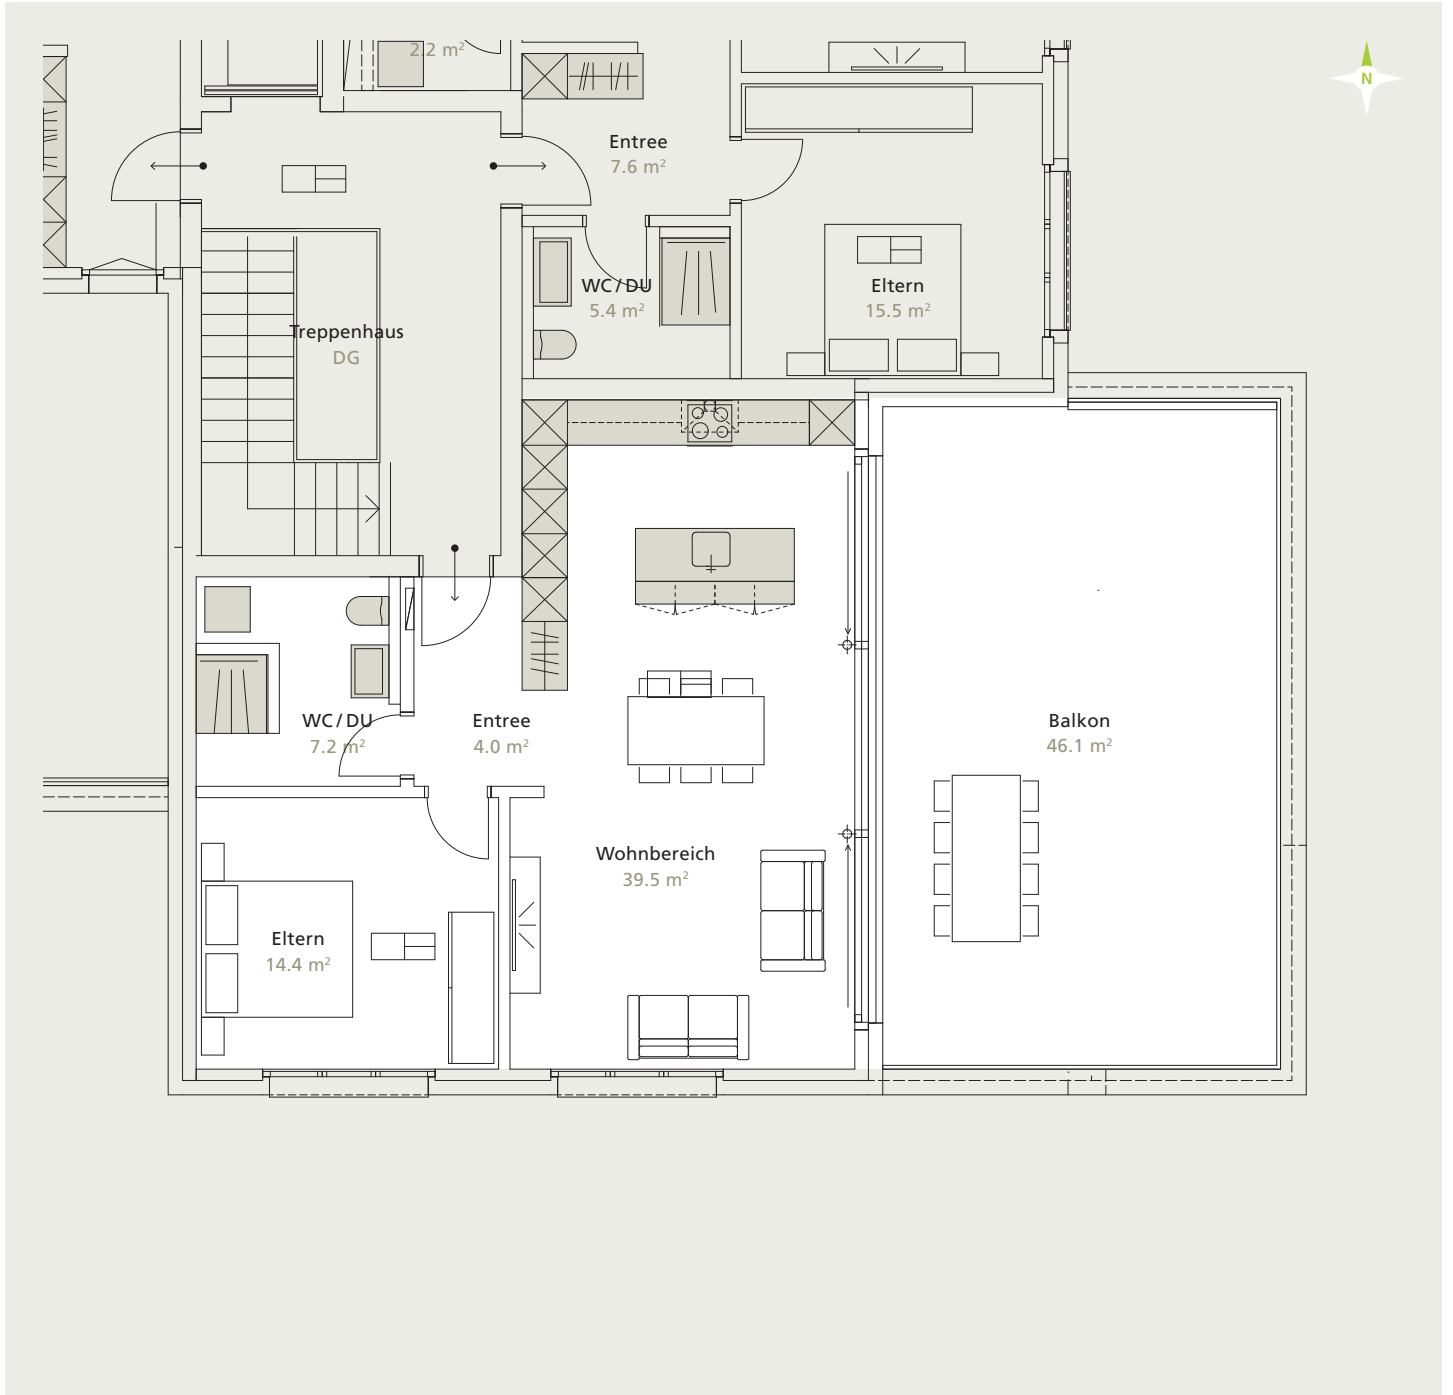 2.2 m²
N
Entree
7.6 m²
WC/DU
5.4 m²
Eltern
15.5 m²
Treppenhaus
DG
WC/DU
7.2 m²
Entree
4.0 m²
Balkon
46.1 m²
Wohnbereich
39.5 m²
Eltern
14.4 m²